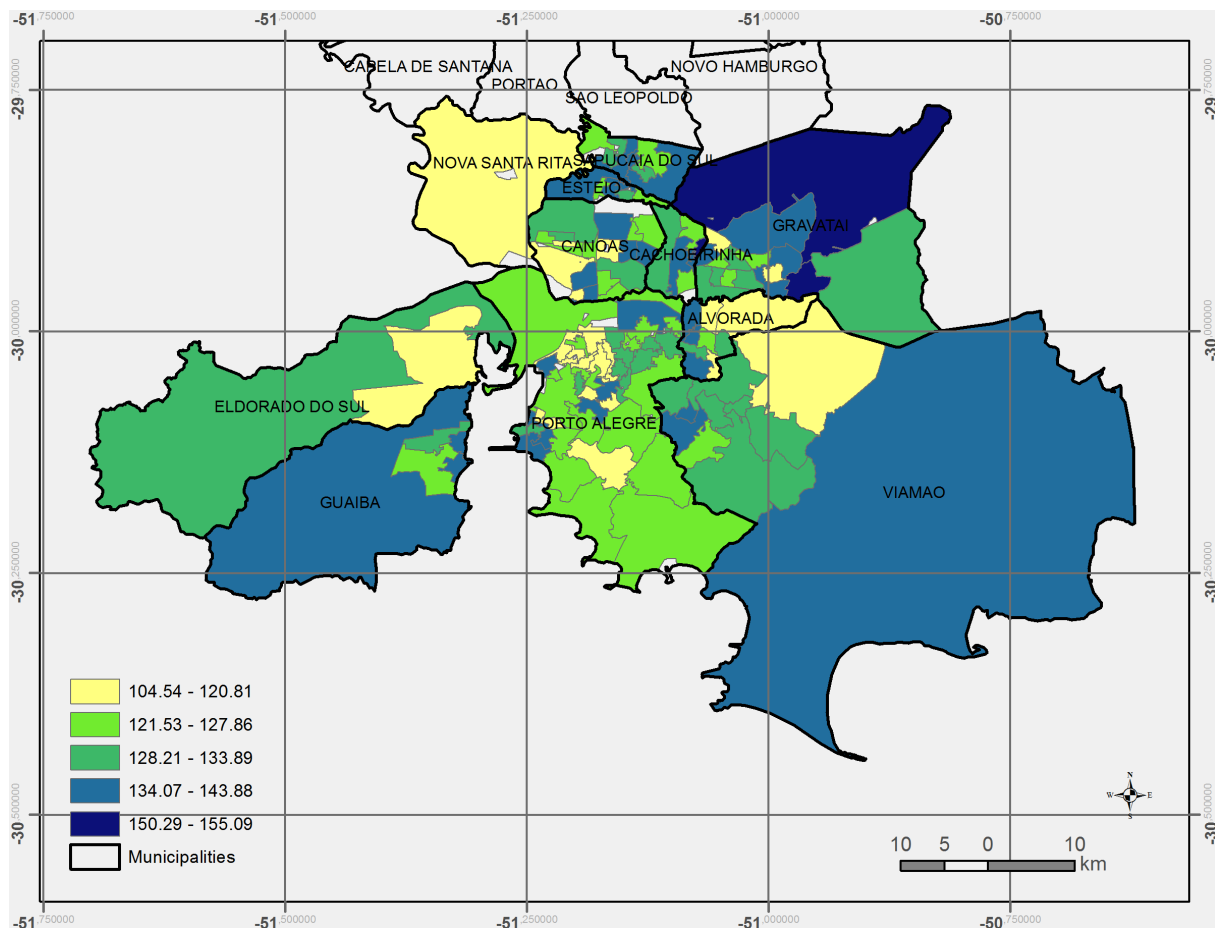 -51,750000 -51,500000 -51,250000 -51,000000 -50,750000
CAPELA DE SANTANA
NOVO HAMBURGO
PORTAO
SAO LEOPOLDO
-29,750000 -29,750000
NOVA SANTA RITA
SAPUCAIA DO SUL
ESTEIO
GRAVATAI
CANOAS
CACHOEIRINHA
ALVORADA
-30,000000 -30,000000
ELDORADO DO SUL
PORTO ALEGRE
GUAIBA
VIAMAO
-30,250000 -30,250000
104.54 - 120.81
121.53 - 127.86
128.21 - 133.89
134.07 - 143.88
150.29 - 155.09
Municipalities
N
W E
S
-30,500000 -30,500000
10 5 0 10
km
-51,750000 -51,500000 -51,250000 -51,000000 -50,750000